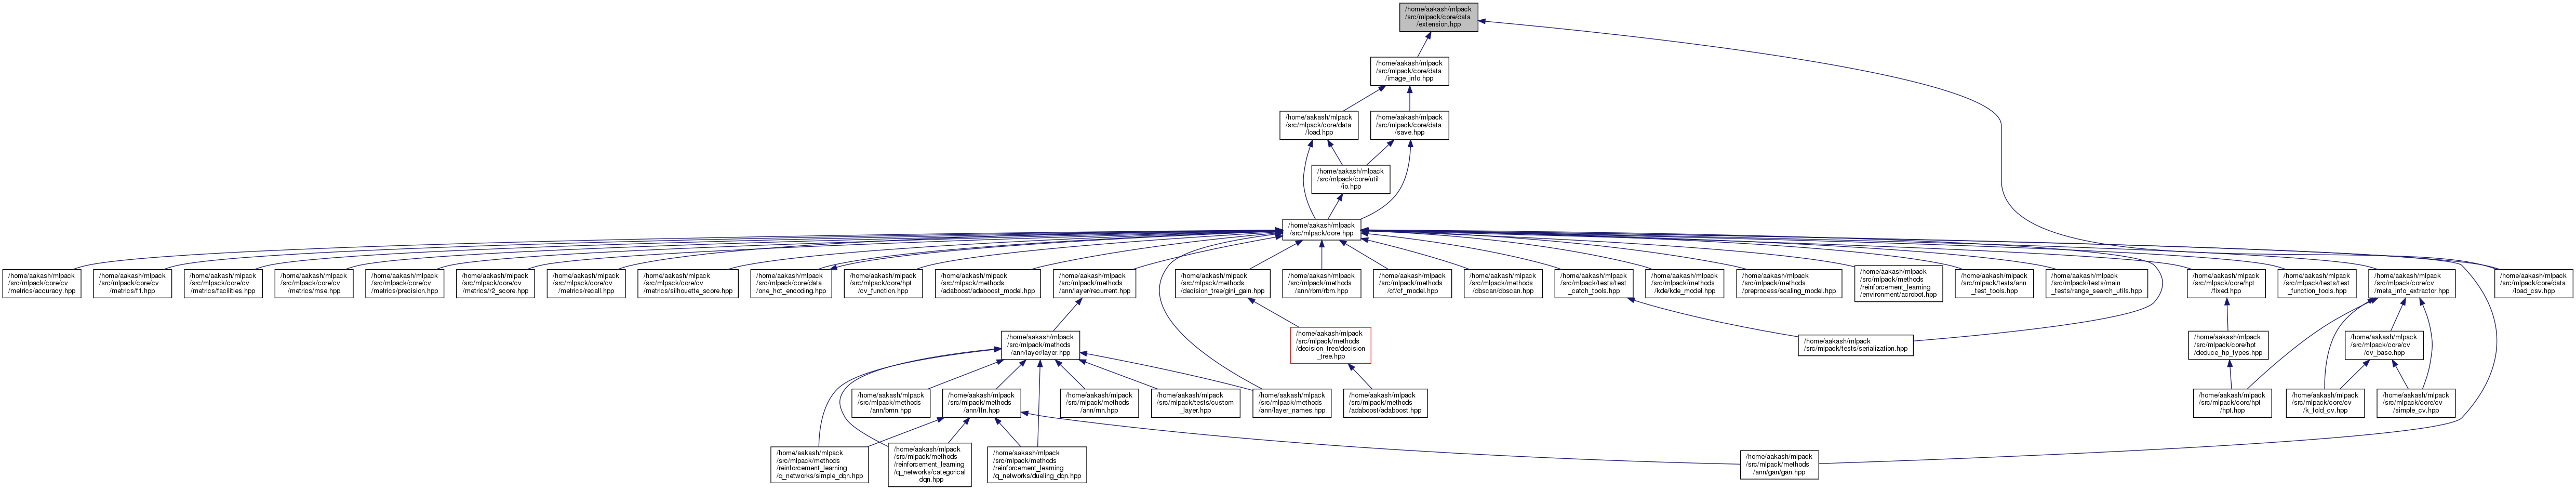 /home/aakash/mlpack
/src/mlpack/core/data
/extension.hpp
/home/aakash/mlpack
/src/mlpack/core/data
/image_info.hpp
/home/aakash/mlpack
/src/mlpack/core/data
/load.hpp
/home/aakash/mlpack
/src/mlpack/core/data
/save.hpp
/home/aakash/mlpack
/src/mlpack/core/util
/io.hpp
/home/aakash/mlpack
/src/mlpack/core.hpp
/home/aakash/mlpack
/src/mlpack/core/cv
/metrics/accuracy.hpp
/home/aakash/mlpack
/src/mlpack/core/cv
/metrics/f1.hpp
/home/aakash/mlpack
/src/mlpack/core/cv
/metrics/facilities.hpp
/home/aakash/mlpack
/src/mlpack/core/cv
/metrics/mse.hpp
/home/aakash/mlpack
/src/mlpack/core/cv
/metrics/precision.hpp
/home/aakash/mlpack
/src/mlpack/core/cv
/metrics/r2_score.hpp
/home/aakash/mlpack
/src/mlpack/core/cv
/metrics/recall.hpp
/home/aakash/mlpack
/src/mlpack/core/cv
/metrics/silhouette_score.hpp
/home/aakash/mlpack
/src/mlpack/core/data
/one_hot_encoding.hpp
/home/aakash/mlpack
/src/mlpack/core/hpt
/cv_function.hpp
/home/aakash/mlpack
/src/mlpack/methods
/adaboost/adaboost_model.hpp
/home/aakash/mlpack
/src/mlpack/methods
/ann/layer/recurrent.hpp
/home/aakash/mlpack
/src/mlpack/methods
/decision_tree/gini_gain.hpp
/home/aakash/mlpack
/src/mlpack/methods
/ann/rbm/rbm.hpp
/home/aakash/mlpack
/src/mlpack/methods
/cf/cf_model.hpp
/home/aakash/mlpack
/src/mlpack/methods
/dbscan/dbscan.hpp
/home/aakash/mlpack
/src/mlpack/tests/test
_catch_tools.hpp
/home/aakash/mlpack
/src/mlpack/methods
/kde/kde_model.hpp
/home/aakash/mlpack
/src/mlpack/methods
/preprocess/scaling_model.hpp
/home/aakash/mlpack
/src/mlpack/methods
/reinforcement_learning
/environment/acrobot.hpp
/home/aakash/mlpack
/src/mlpack/tests/ann
_test_tools.hpp
/home/aakash/mlpack
/src/mlpack/tests/main
_tests/range_search_utils.hpp
/home/aakash/mlpack
/src/mlpack/core/hpt
/fixed.hpp
/home/aakash/mlpack
/src/mlpack/tests/test
_function_tools.hpp
/home/aakash/mlpack
/src/mlpack/core/cv
/meta_info_extractor.hpp
/home/aakash/mlpack
/src/mlpack/core/data
/load_csv.hpp
/home/aakash/mlpack
/src/mlpack/methods
/ann/layer/layer.hpp
/home/aakash/mlpack
/src/mlpack/methods
/decision_tree/decision
_tree.hpp
/home/aakash/mlpack
/src/mlpack/tests/serialization.hpp
/home/aakash/mlpack
/src/mlpack/core/hpt
/deduce_hp_types.hpp
/home/aakash/mlpack
/src/mlpack/core/cv
/cv_base.hpp
/home/aakash/mlpack
/src/mlpack/methods
/ann/brnn.hpp
/home/aakash/mlpack
/src/mlpack/methods
/ann/ffn.hpp
/home/aakash/mlpack
/src/mlpack/methods
/ann/rnn.hpp
/home/aakash/mlpack
/src/mlpack/tests/custom
_layer.hpp
/home/aakash/mlpack
/src/mlpack/methods
/ann/layer_names.hpp
/home/aakash/mlpack
/src/mlpack/methods
/adaboost/adaboost.hpp
/home/aakash/mlpack
/src/mlpack/core/hpt
/hpt.hpp
/home/aakash/mlpack
/src/mlpack/core/cv
/k_fold_cv.hpp
/home/aakash/mlpack
/src/mlpack/core/cv
/simple_cv.hpp
/home/aakash/mlpack
/src/mlpack/methods
/reinforcement_learning
/q_networks/simple_dqn.hpp
/home/aakash/mlpack
/src/mlpack/methods
/reinforcement_learning
/q_networks/categorical
_dqn.hpp
/home/aakash/mlpack
/src/mlpack/methods
/reinforcement_learning
/q_networks/dueling_dqn.hpp
/home/aakash/mlpack
/src/mlpack/methods
/ann/gan/gan.hpp